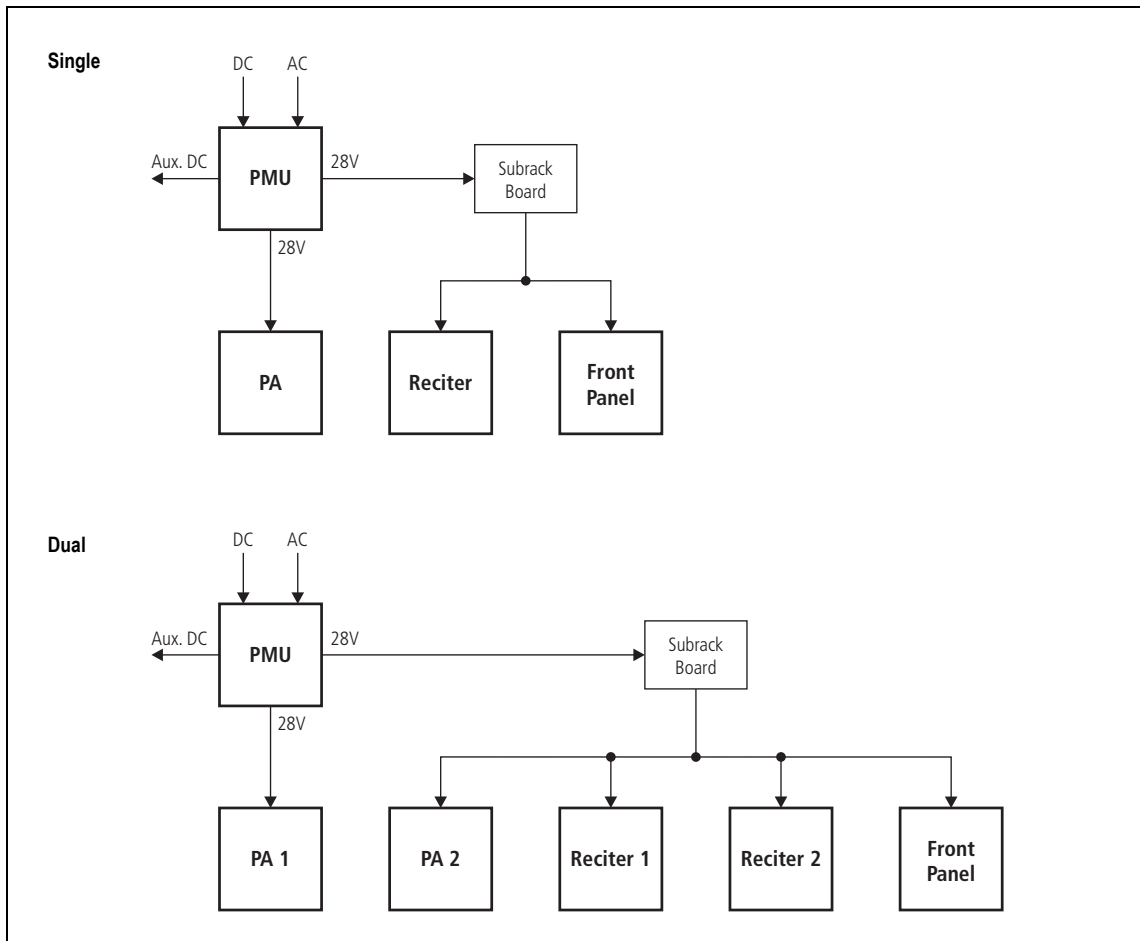 Single
DC AC
Aux. DC PMU 28V Subrack
Board
28V
PA Reciter Front
Panel
Dual
DC AC
Aux. DC PMU 28V Subrack
Board
28V
PA 1 PA 2 Reciter 1 Reciter 2 Front
Panel